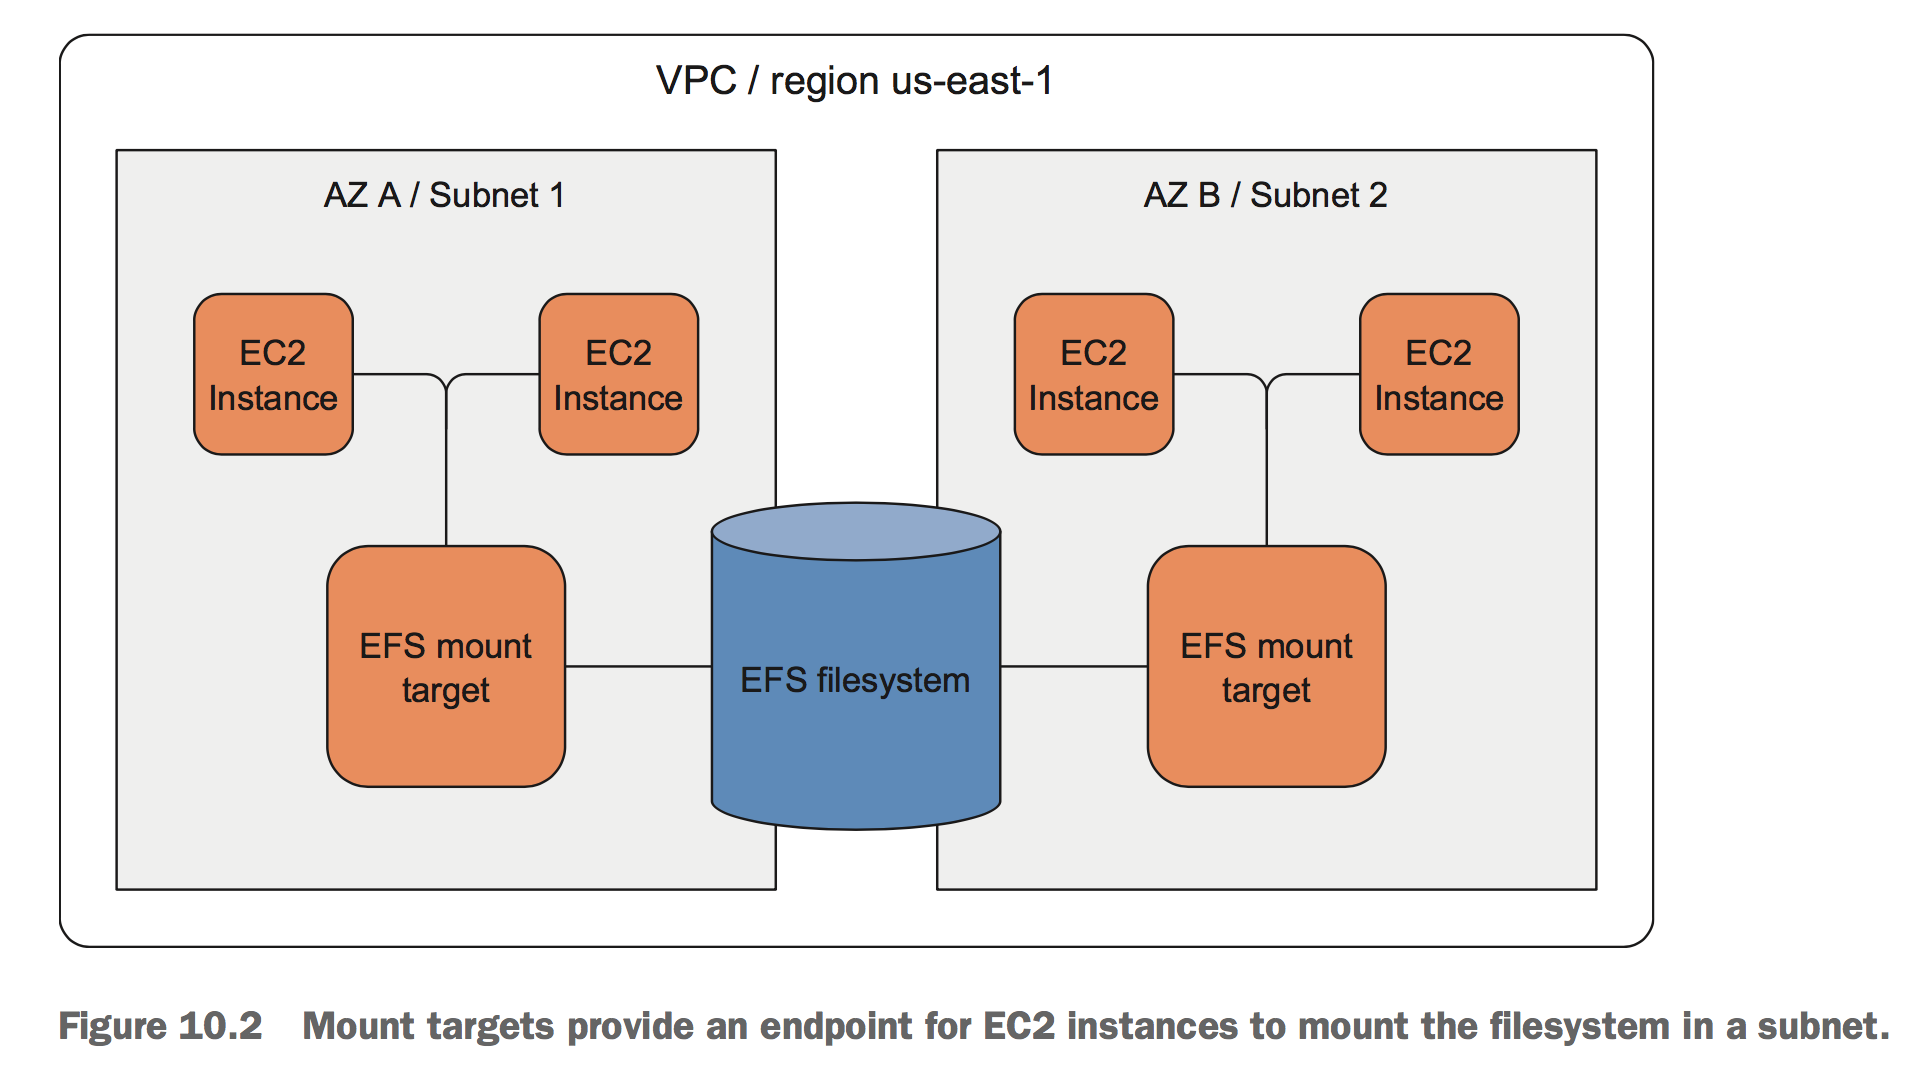 VPC / region us-east-1
AZ A / Subnet 1
AZ B / Subnet 2
EC2
Instance
EC2
Instance
EC2
Instance
EC2
Instance
EFS mount
target
EFS filesystem
EFS mount
target
Figure 10.2 Mount targets provide an endpoint for EC2 instances to mount the filesystem in a subnet.